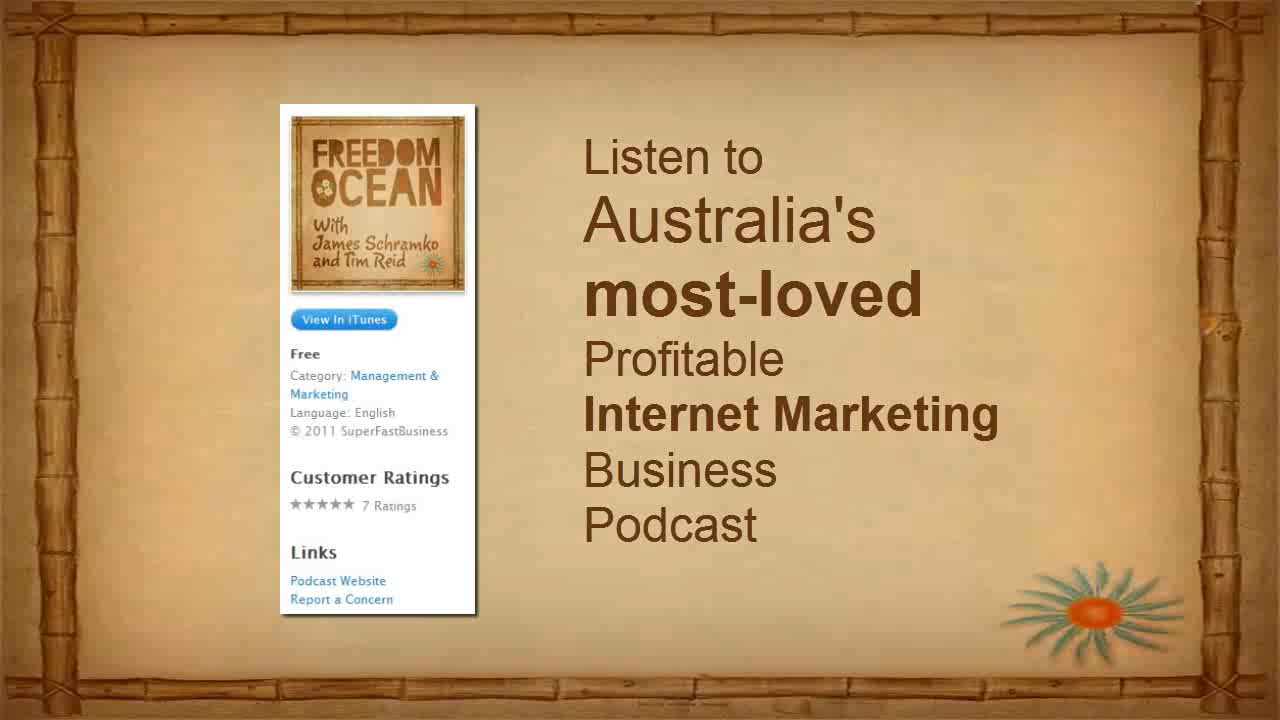 FREEDOM
OCEAN
With
James Schramko
and Tim Reid
View In iTunes
Free
Category: Management &
Marketing
Language: English
© 2011 SuperFastBusiness
Customer Ratings
7 Ratings
Links
Podcast Website
Report a Concern
Listen to
Australia's
most-loved
Profitable
Internet Marketing
Business
Podcast